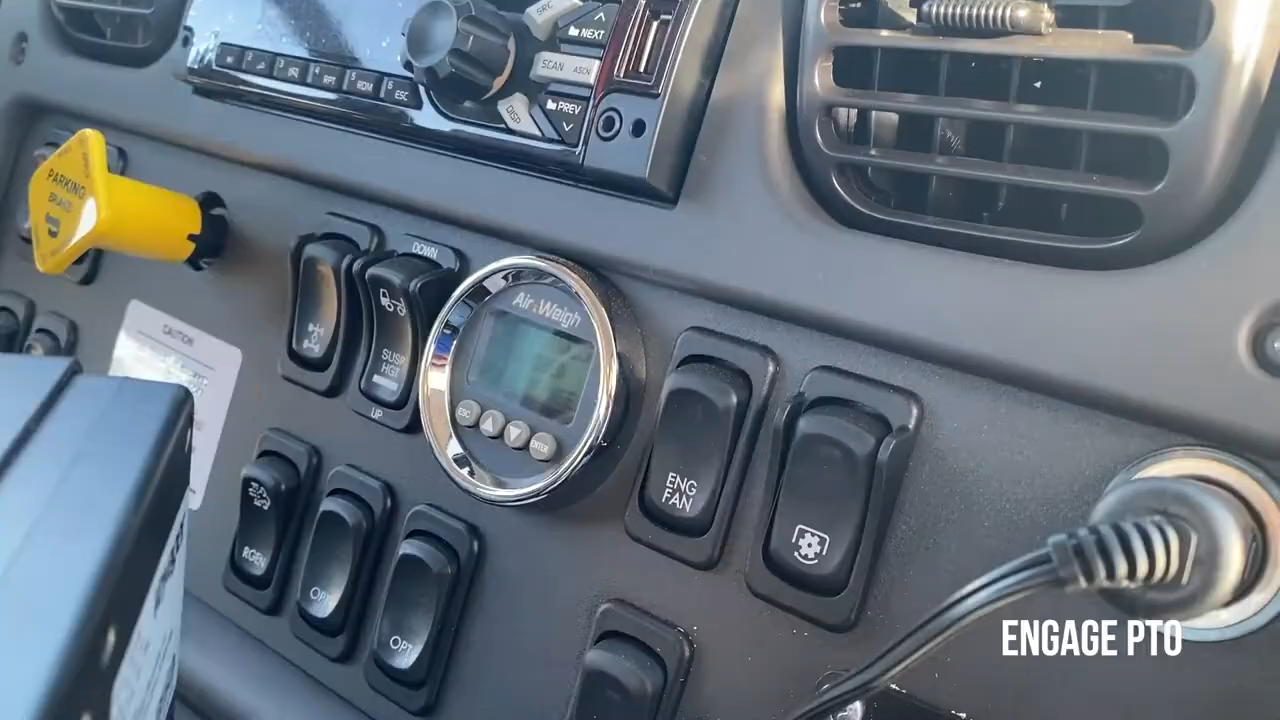 SRC
NEXT
SCAN ASCN
PREV
DISP
2
3
4 RPT
5 RDM
6 ESC
PARKING
BRAKE
DOWN
SUSP
HGT
UP
Air-Weigh
ESC
ENTER
CAUTION
ENG
FAN
RGEN
OPT
OPT
ENGAGE PTO